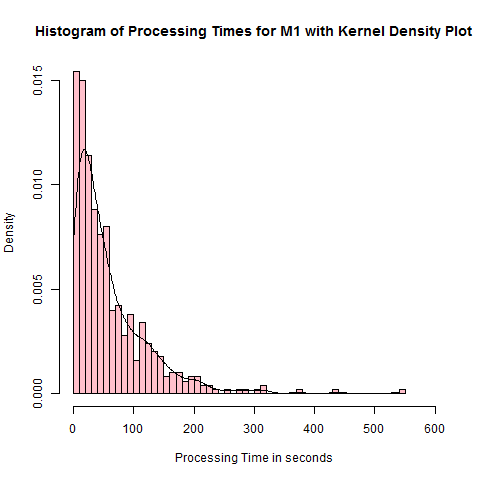 Histogram of Processing Times for M1 with Kernel Density Plot
0.015
0.010
0.005
0.000
Density
0 100 200 300 400 500 600
Processing Time in seconds